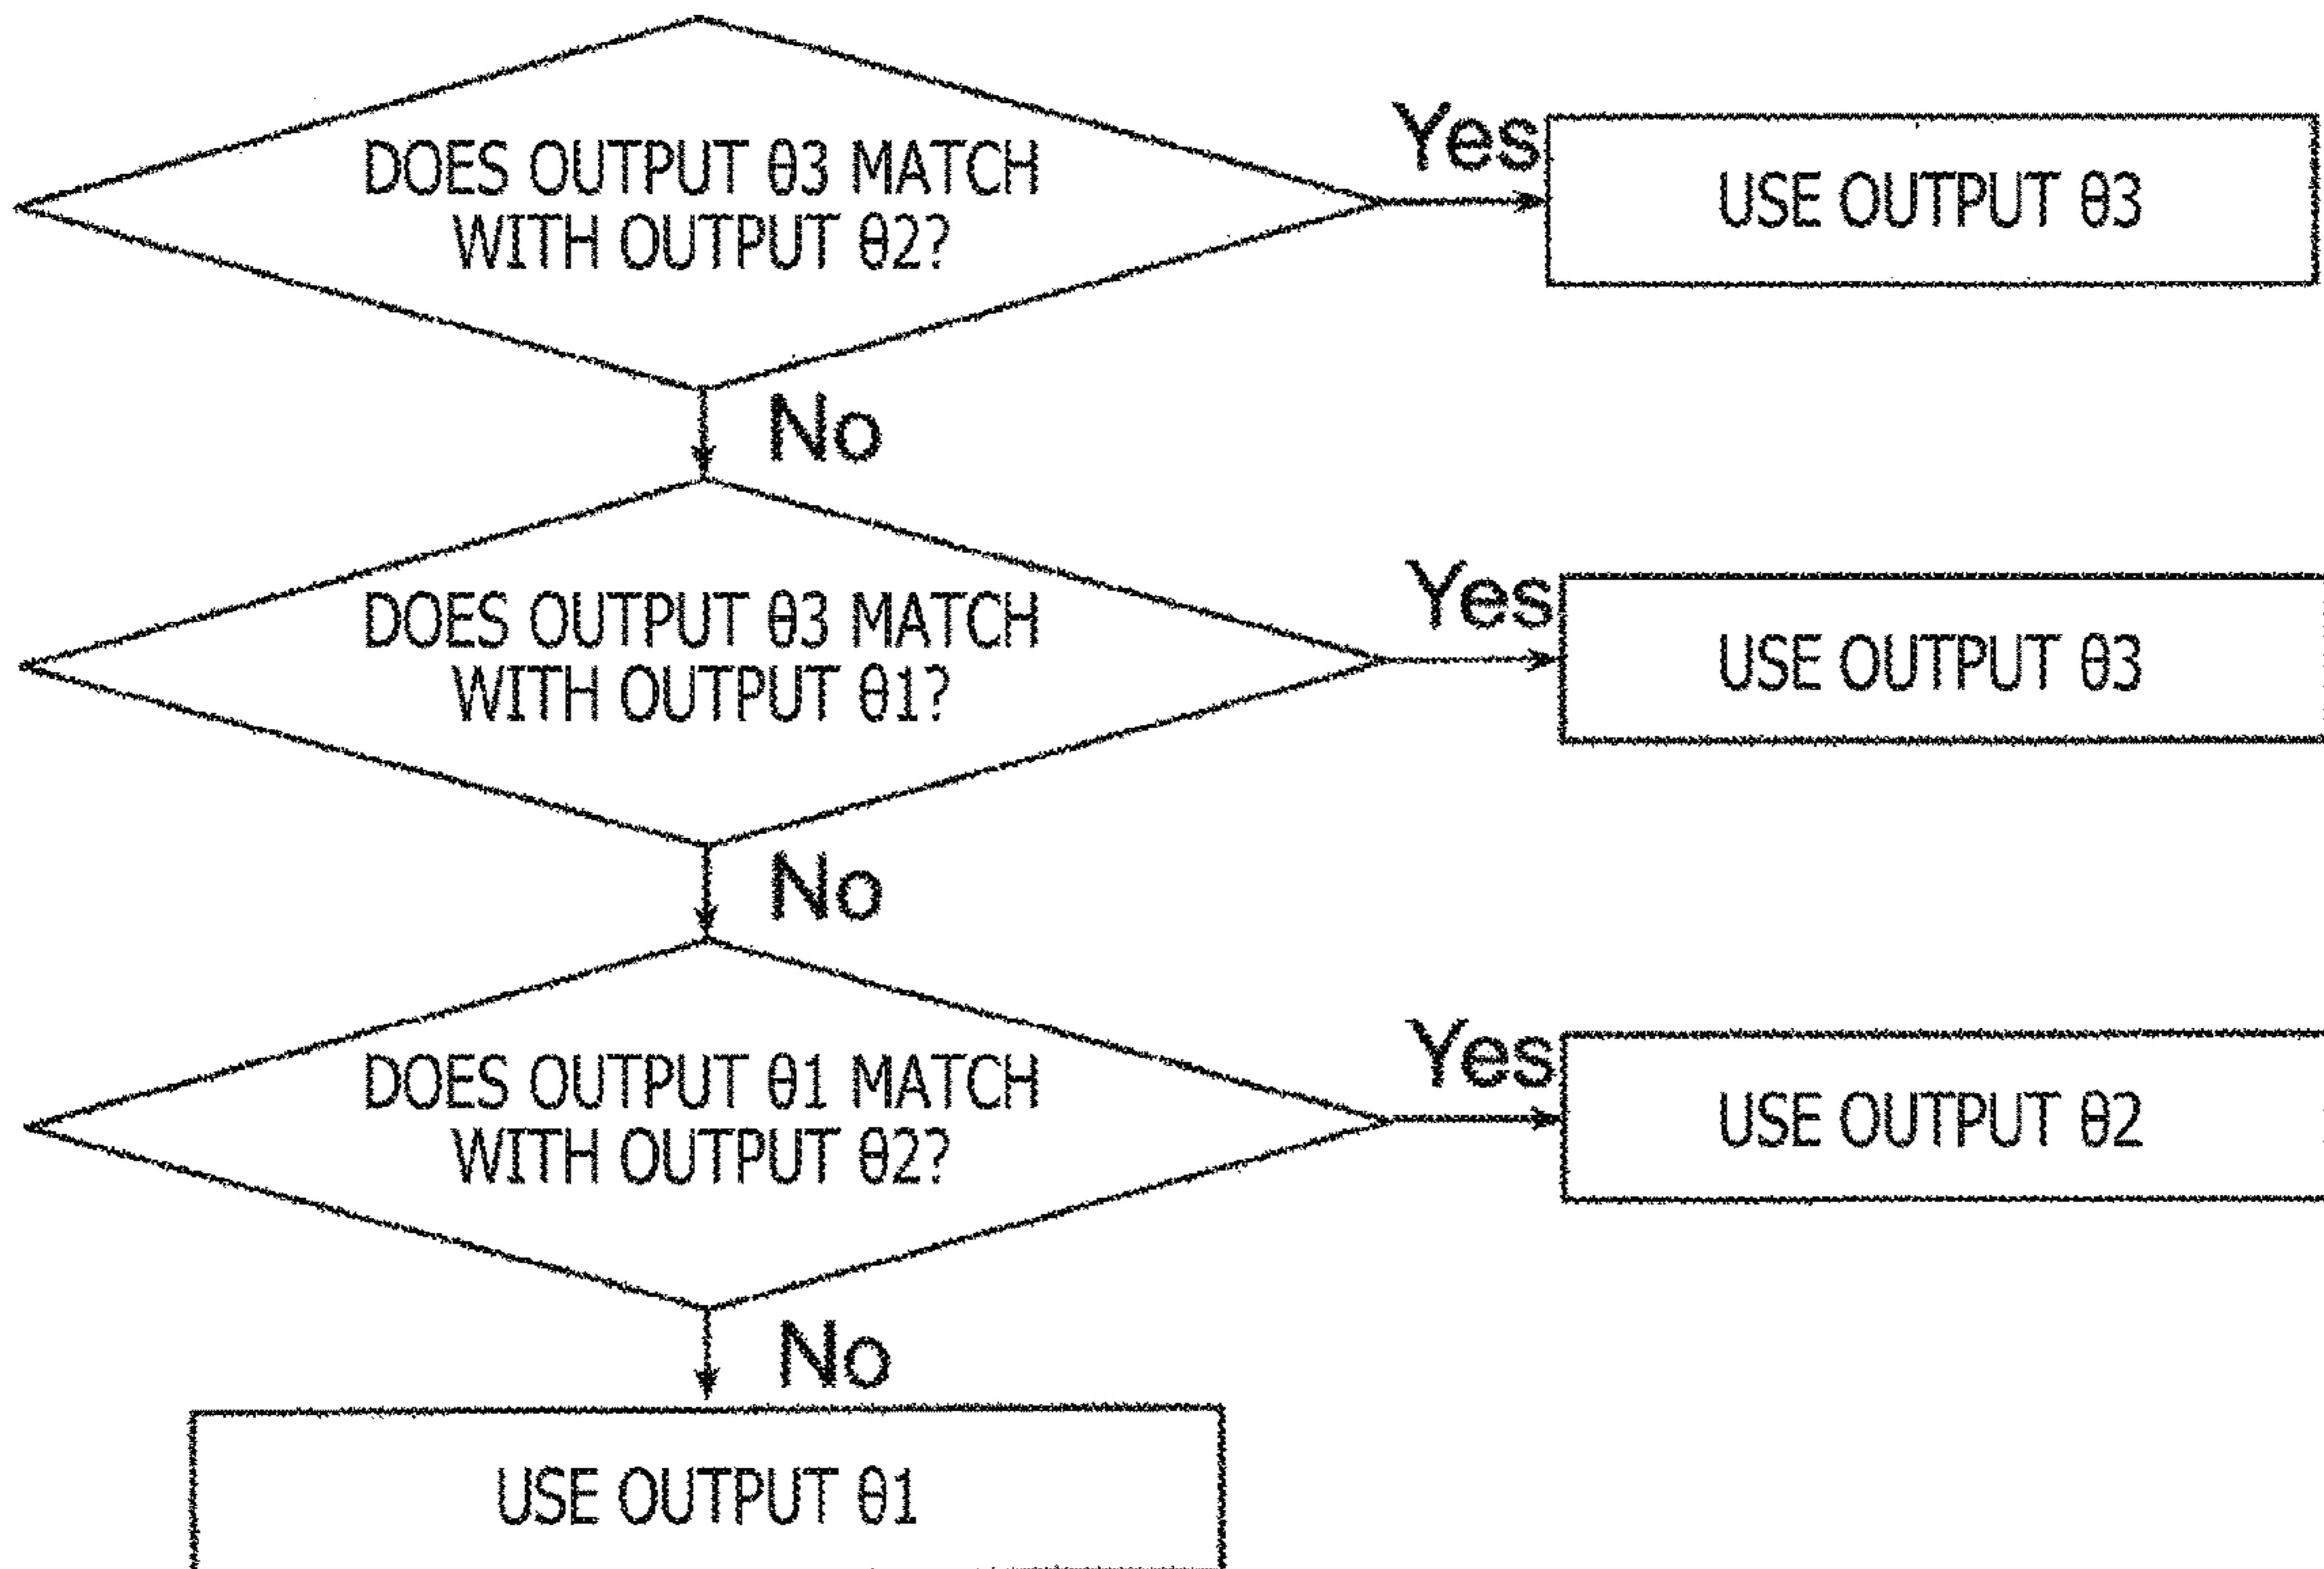 DOES OUTPUT θ3 MATCH
WITH OUTPUT θ2?
Yes
USE OUTPUT θ3
No
DOES OUTPUT θ3 MATCH
WITH OUTPUT θ1?
Yes
USE OUTPUT θ3
No
DOES OUTPUT θ1 MATCH
WITH OUTPUT θ2?
Yes
USE OUTPUT θ2
No
USE OUTPUT θ1